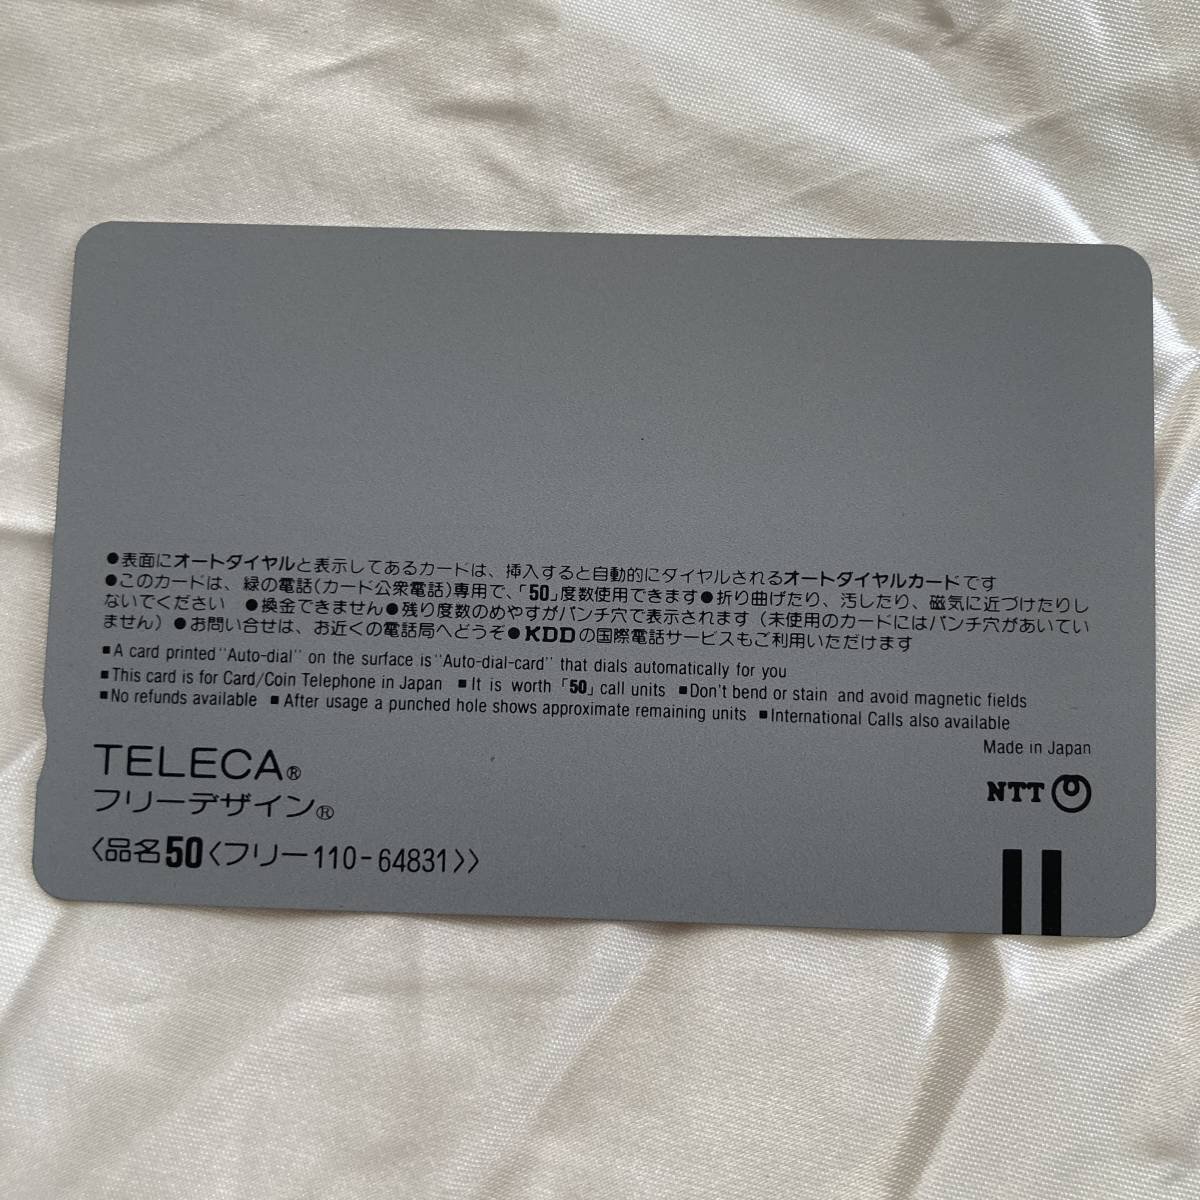 ●表面にオートダイヤルと表示してあるカードは、挿入すると自動的にダイヤルされるオートダイヤルカードです
●このカードは、緑の電話(カード公衆電話)専用で、「50」度数使用できます●折り曲げたり、汚したり、磁気に近づけたりし
ないでください ●換金できません●残り度数のめやすがパンチ穴で表示されます(未使用のカードにはパンチ穴があいてい
ません)●お問い合せは、お近くの電話局へどうぞ●KDDの国際電話サービスもご利用いただけます
■A card printed "Auto-dial" on the surface is "Auto-dial-card" that dials automatically for you
■This card is for Card/Coin Telephone in Japan ■It is worth「50」call units ■Don't bend or stain and avoid magnetic fields
■No refunds available ■After usage a punched hole shows approximate remaining units ■International Calls also available
Made in Japan
TELECA®
フリーデザイン®
NTT
〈品名50〈フリー110-64831〉〉